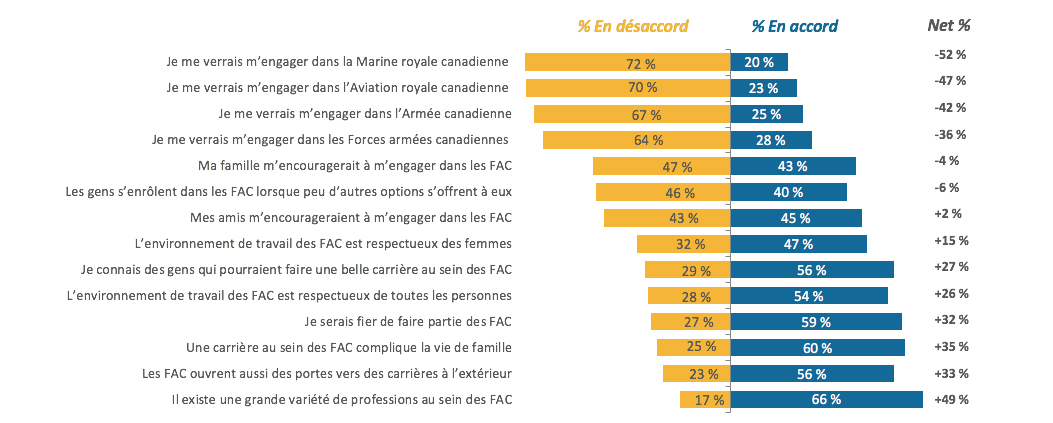 % En désaccord % En accord Net %
Je me verrais m’engager dans la Marine royale canadienne 72 % 20 % -52 %
Je me verrais m’engager dans l’Aviation royale canadienne 70 % 23 % -47 %
Je me verrais m’engager dans l’Armée canadienne 67 % 25 % -42 %
Je me verrais m’engager dans les Forces armées canadiennes 64 % 28 % -36 %
Ma famille m’encouragerait à m’engager dans les FAC 47 % 43 % -4 %
Les gens s’enrôlent dans les FAC lorsque peu d’autres options s’offrent à eux 46 % 40 % -6 %
Mes amis m’encourageraient à m’engager dans les FAC 43 % 45 % +2 %
L’environnement de travail des FAC est respectueux des femmes 32 % 47 % +15 %
Je connais des gens qui pourraient faire une belle carrière au sein des FAC 29 % 56 % +27 %
L’environnement de travail des FAC est respectueux de toutes les personnes 28 % 54 % +26 %
Je serais fier de faire partie des FAC 27 % 59 % +32 %
Une carrière au sein des FAC complique la vie de famille 25 % 60 % +35 %
Les FAC ouvrent aussi des portes vers des carrières à l’extérieur 23 % 56 % +33 %
Il existe une grande variété de professions au sein des FAC 17 % 66 % +49 %